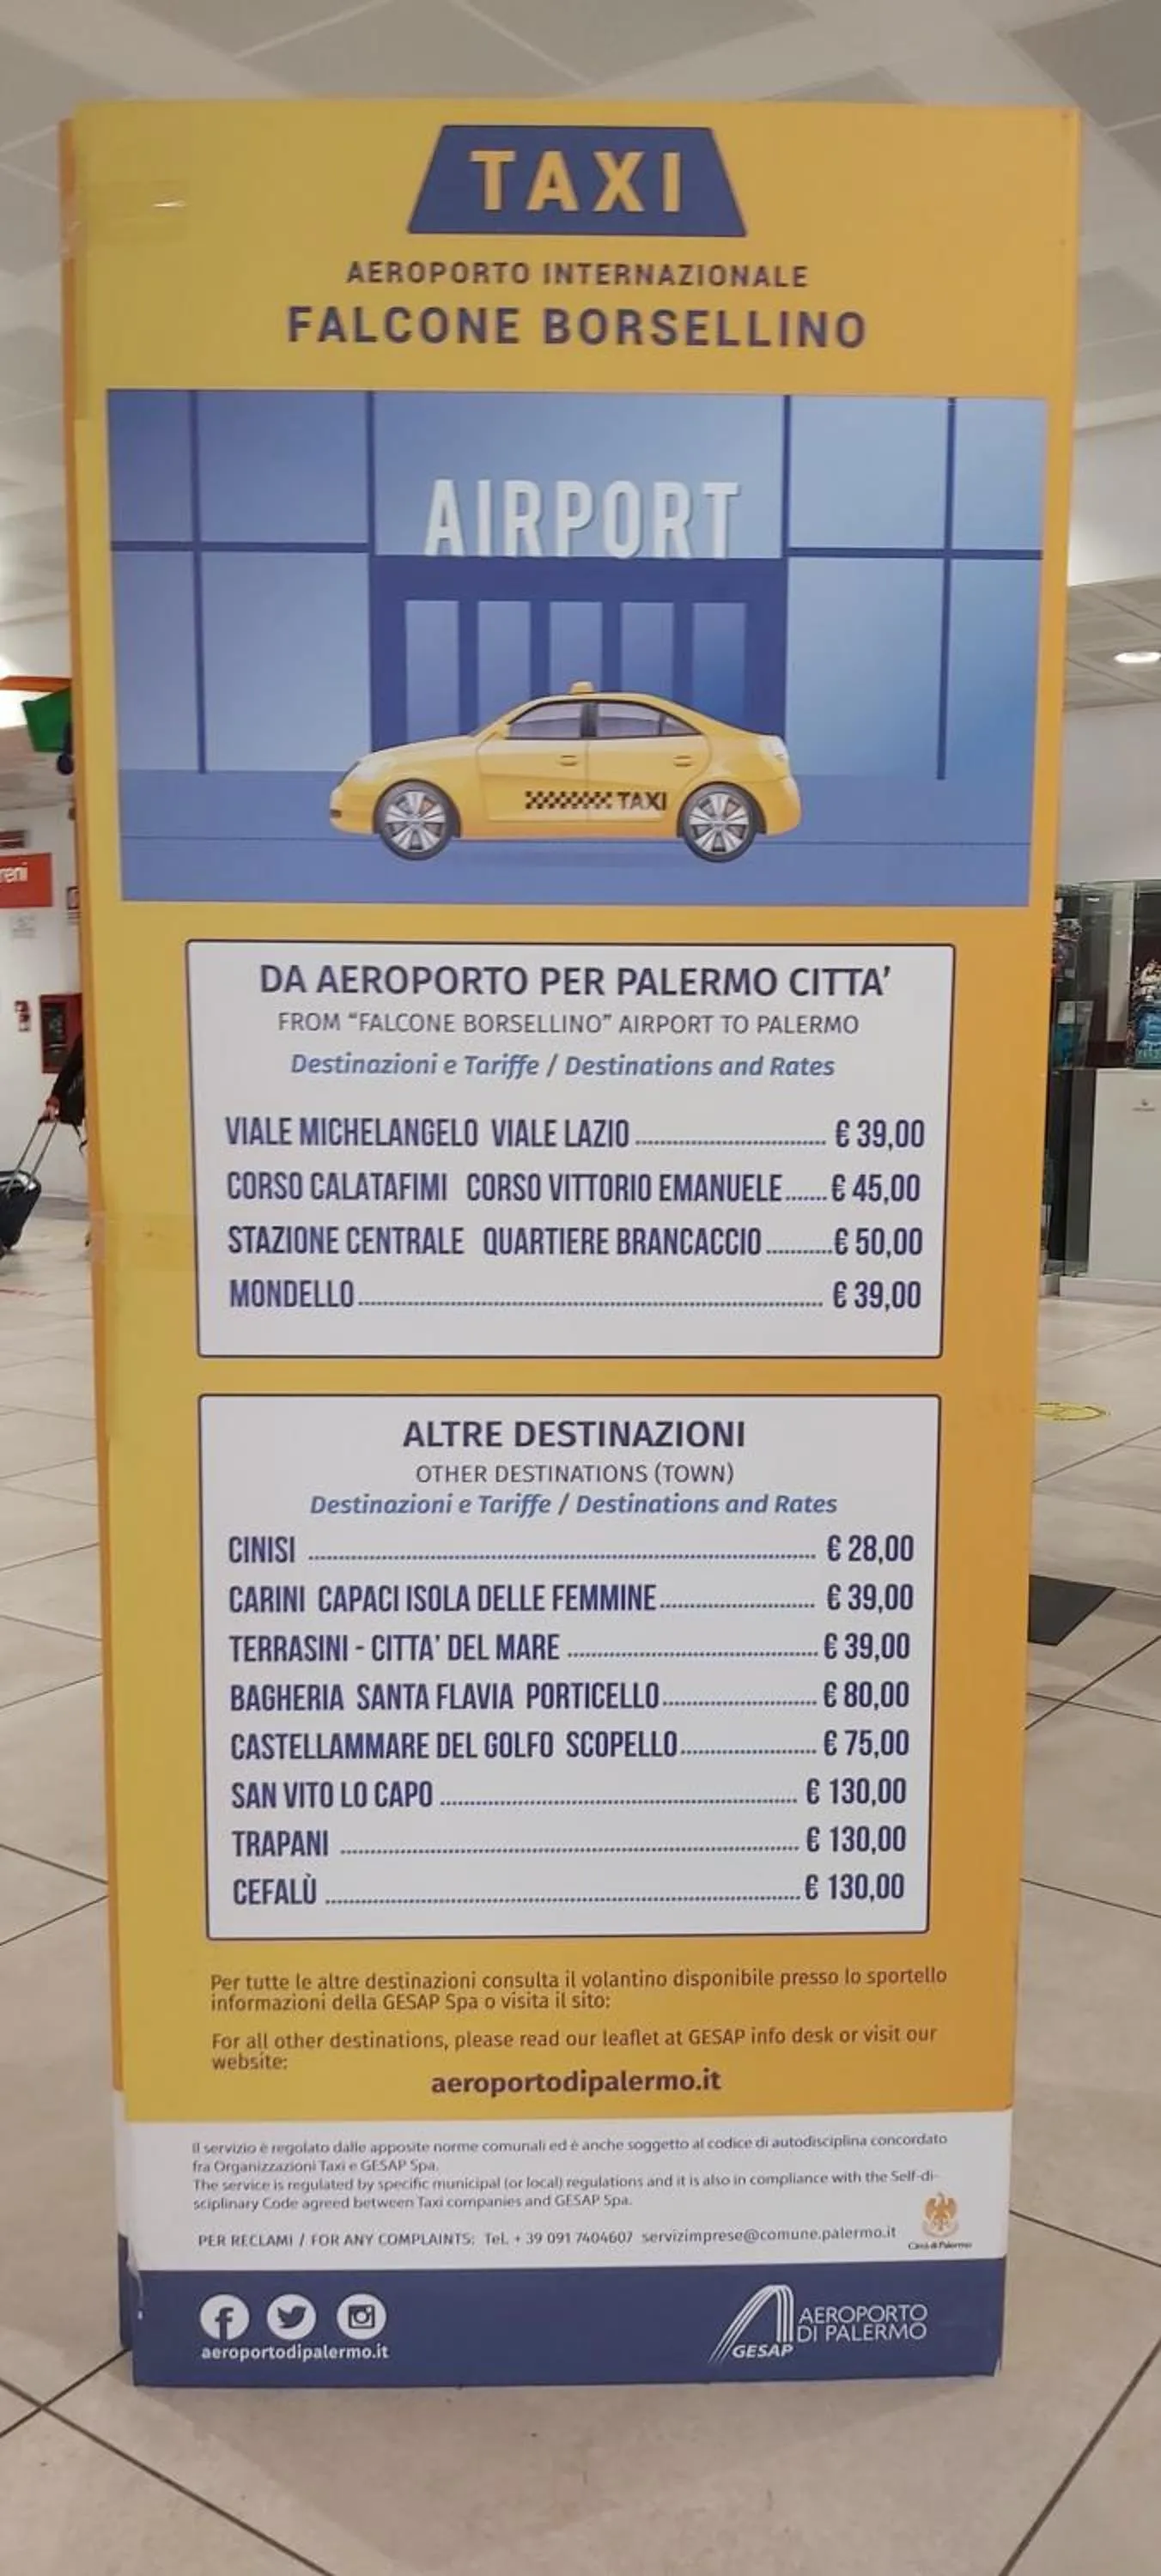 TAXI
AEROPORTO INTERNAZIONALE
FALCONE BORSELLINO
AIRPORT
TAXI
reni
DA AEROPORTO PER PALERMO CITTA'
FROM "FALCONE BORSELLINO" AIRPORT TO PALERMO
Destinazioni e Tariffe / Destinations and Rates
VIALE MICHELANGELO VIALE LAZIO € 39,00
CORSO CALATAFIMI CORSO VITTORIO EMANUELE € 45,00
STAZIONE CENTRALE QUARTIERE BRANCACCIO € 50,00
MONDELLO € 39,00
ALTRE DESTINAZIONI
OTHER DESTINATIONS (TOWN)
Destinazioni e Tariffe / Destinations and Rates
CINISI € 28,00
CARINI CAPACI ISOLA DELLE FEMMINE € 39,00
TERRASINI - CITTA' DEL MARE € 39,00
BAGHERIA SANTA FLAVIA PORTICELLO € 80,00
CASTELLAMMARE DEL GOLFO SCOPELLO € 75,00
SAN VITO LO CAPO € 130,00
TRAPANI € 130,00
CEFALÙ € 130,00
Per tutte le altre destinazioni consulta il volantino disponibile presso lo sportello
informazioni della GESAP Spa o visita il sito:
For all other destinations, please read our leaflet at GESAP info desk or visit our
website:
aeroportodipalermo.it
Il servizio è regolato dalle apposite norme comunali ed è anche soggetto al codice di autodisciplina concordato
fra Organizzazioni Taxi e GESAP Spa.
The service is regulated by specific municipal (or local) regulations and it is also in compliance with the Self-di-
sciplinary Code agreed between Taxi companies and GESAP Spa.
PER RECLAMI / FOR ANY COMPLAINTS: Tel. + 39 091 7404607 servizimprese@comune.palermo.it
Città di Palermo
aeroportodipalermo.it
GESAP
AEROPORTO
DI PALERMO